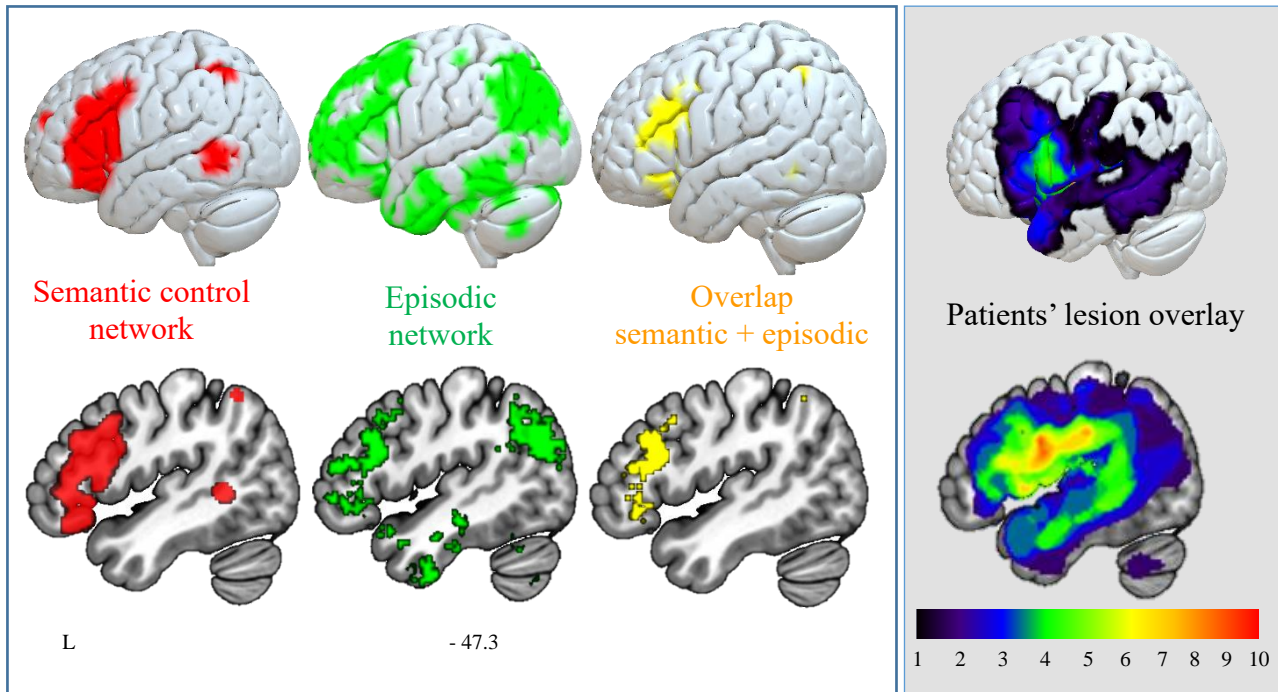 Semantic control
network
Episodic
network
Overlap
semantic + episodic
L
- 47.3
Patients’ lesion overlay
1 2 3 4 5 6 7 8 9 10